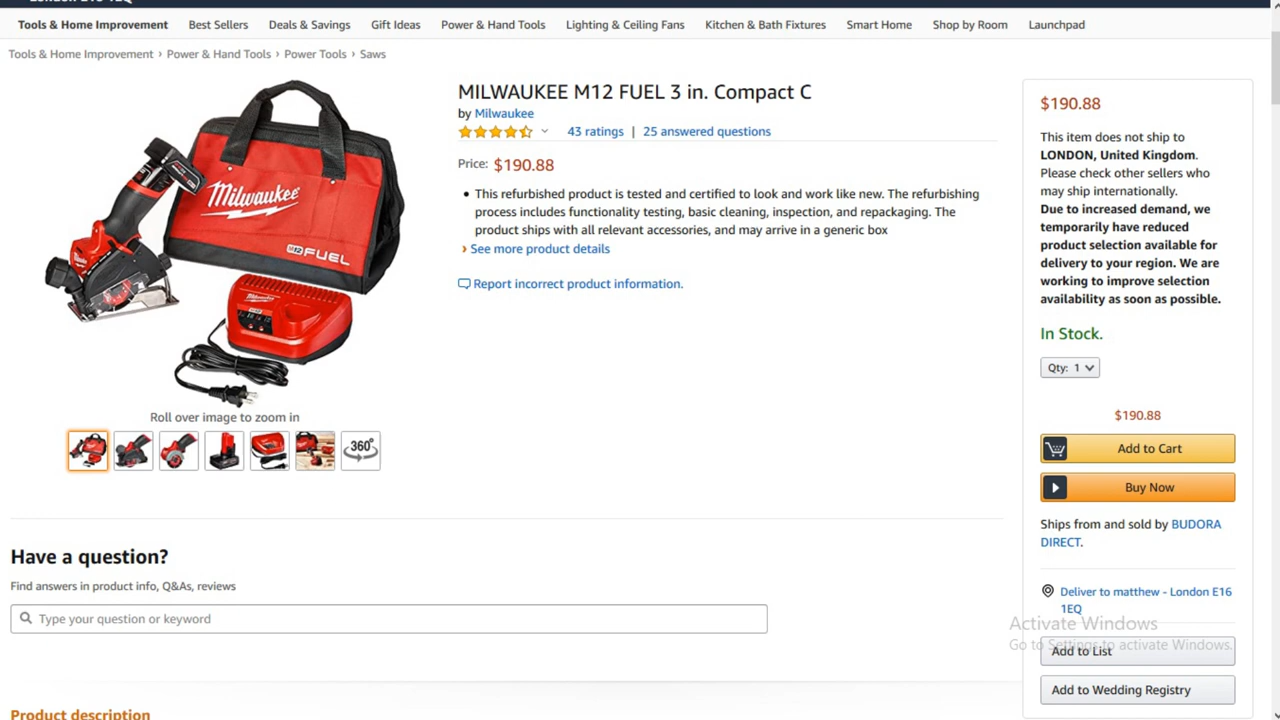 London E16 1EQ
Tools & Home Improvement Best Sellers Deals & Savings Gift Ideas Power & Hand Tools Lighting & Ceiling Fans Kitchen & Bath Fixtures Smart Home Shop by Room Launchpad
Tools & Home Improvement › Power & Hand Tools › Power Tools › Saws
Milwaukee
M12 FUEL
Milwaukee
Roll over image to zoom in
360°
MILWAUKEE M12 FUEL 3 in. Compact C
by Milwaukee
43 ratings | 25 answered questions
Price: $190.88
• This refurbished product is tested and certified to look and work like new. The refurbishing
process includes functionality testing, basic cleaning, inspection, and repackaging. The
product ships with all relevant accessories, and may arrive in a generic box
› See more product details
Report incorrect product information.
$190.88
This item does not ship to
LONDON, United Kingdom.
Please check other sellers who
may ship internationally.
Due to increased demand, we
temporarily have reduced
product selection available for
delivery to your region. We are
working to improve selection
availability as soon as possible.
In Stock.
Qty: 1
$190.88
Add to Cart
Buy Now
Ships from and sold by BUDORA
DIRECT.
Deliver to matthew - London E16
1EQ
Activate Windows
Go to Settings to activate Windows.
Add to List
Add to Wedding Registry
Have a question?
Find answers in product info, Q&As, reviews
Type your question or keyword
Product description